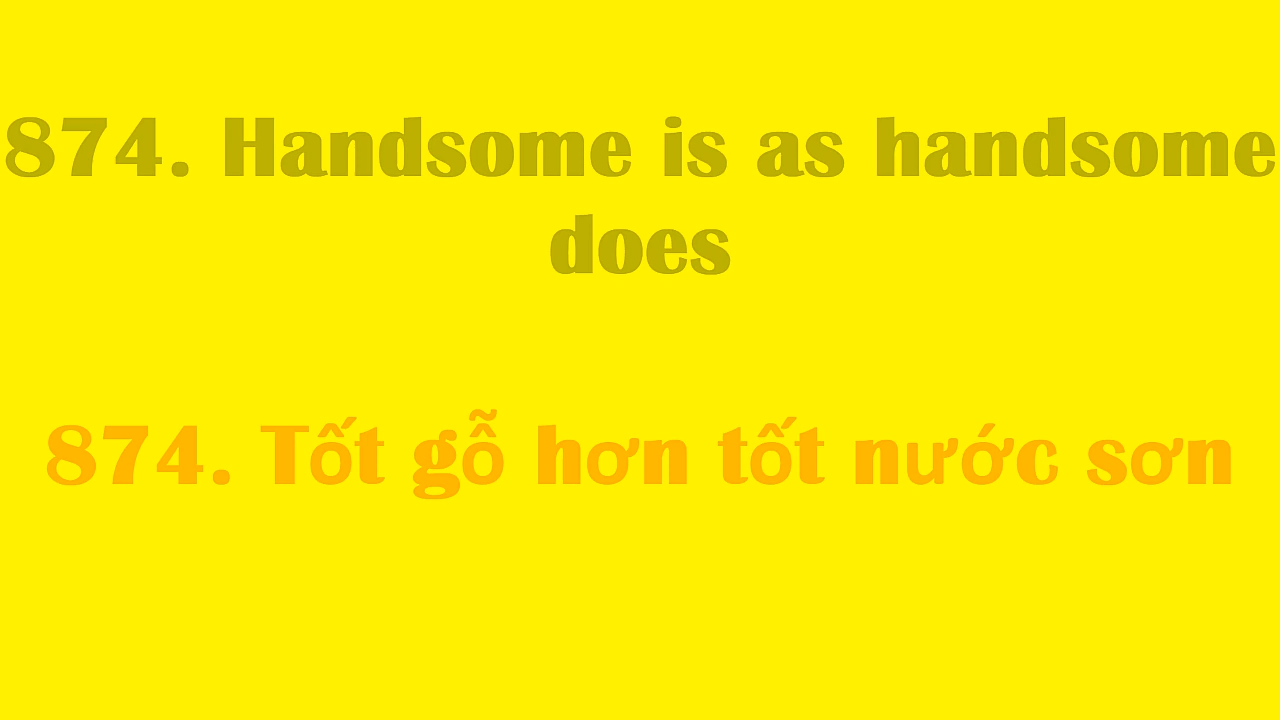 874. Handsome is as handsome
does
874. Tốt gỗ hơn tốt nước sơn